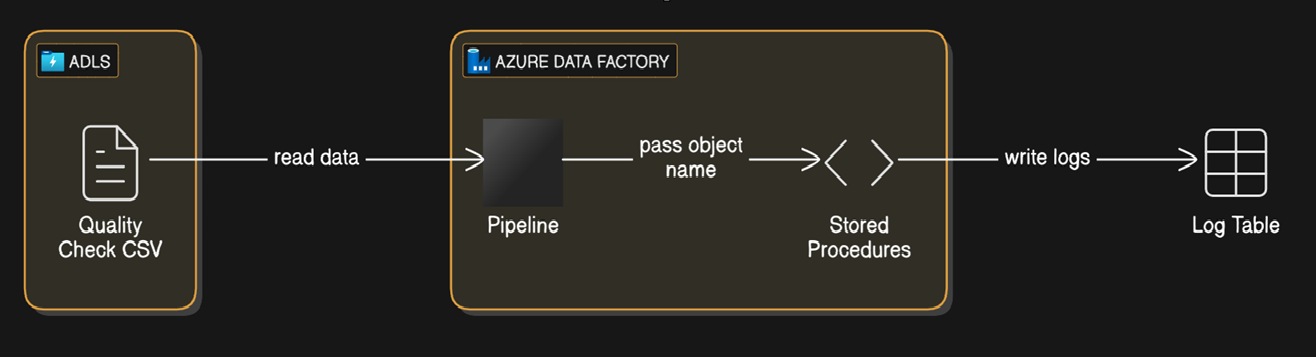 ADLS
AZURE DATA FACTORY
read data
pass object
name
write logs
Quality
Check CSV
Pipeline
Stored
Procedures
Log Table